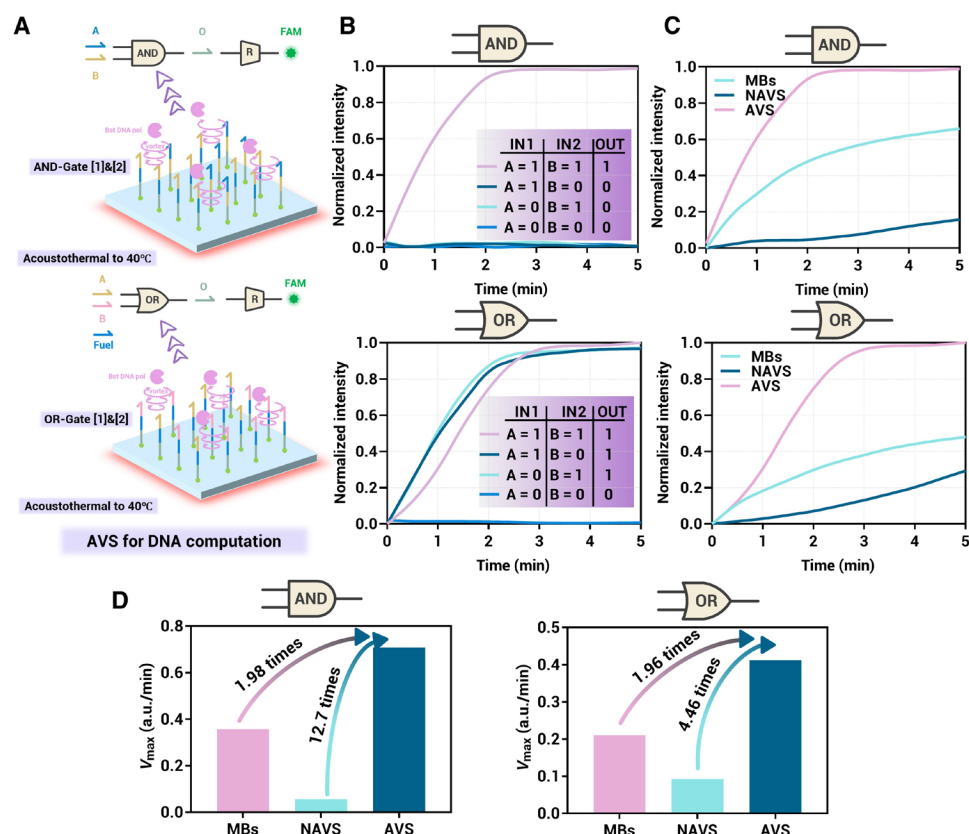 A
A
B
AND
O
R
FAM
Bst DNA pol
vortex
AND-Gate [1]&[2]
Acoustothermal to 40℃
A
B
Fuel
OR
O
R
FAM
Bst DNA pol
vortex
OR-Gate [1]&[2]
Acoustothermal to 40℃
AVS for DNA computation
B
AND
Normalized intensity
1.0
0.8
0.6
0.4
0.2
0.0
IN1 IN2 OUT
A = 1 B = 1 1
A = 1 B = 0 0
A = 0 B = 1 0
A = 0 B = 0 0
0 1 2 3 4 5
Time (min)
OR
Normalized intensity
1.0
0.8
0.6
0.4
0.2
0.0
IN1 IN2 OUT
A = 1 B = 1 1
A = 1 B = 0 1
A = 0 B = 1 1
A = 0 B = 0 0
0 1 2 3 4 5
Time (min)
C
AND
Normalized intensity
1.0
0.8
0.6
0.4
0.2
0.0
MBs
NAVS
AVS
0 1 2 3 4 5
Time (min)
OR
Normalized intensity
1.0
0.8
0.6
0.4
0.2
0.0
MBs
NAVS
AVS
0 1 2 3 4 5
Time (min)
D
AND
Vmax (a.u./min)
0.8
0.6
0.4
0.2
0.0
1.98 times
12.7 times
MBs NAVS AVS
OR
Vmax (a.u./min)
0.5
0.4
0.3
0.2
0.1
0.0
1.96 times
4.46 times
MBs NAVS AVS